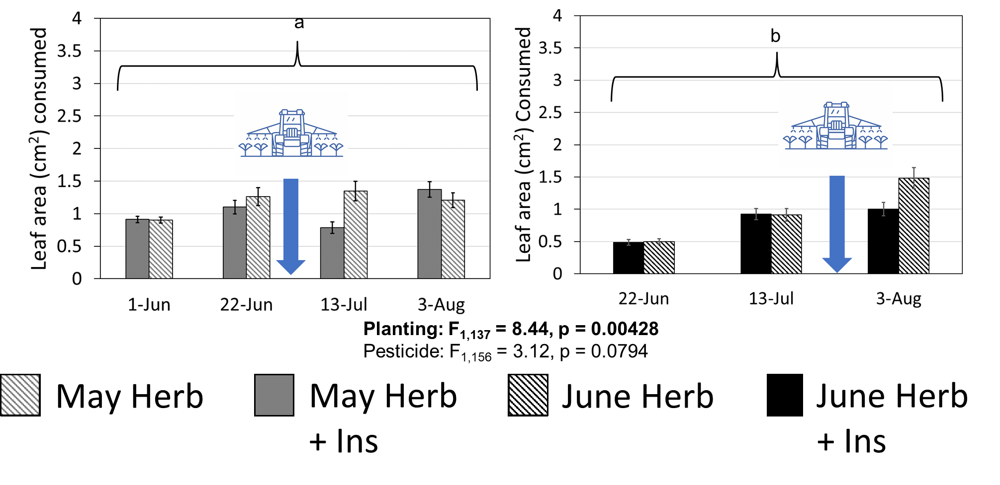 a
4
3.5
3
2.5
2
1.5
1
0.5
0
Leaf area (cm²) consumed
1-Jun 22-Jun 13-Jul 3-Aug
b
4
3.5
3
2.5
2
1.5
1
0.5
0
Leaf area (cm²) Consumed
22-Jun 13-Jul 3-Aug
Planting: F1,137 = 8.44, p = 0.00428
Pesticide: F1,156 = 3.12, p = 0.0794
May Herb
May Herb
+ Ins
June Herb
June Herb
+ Ins